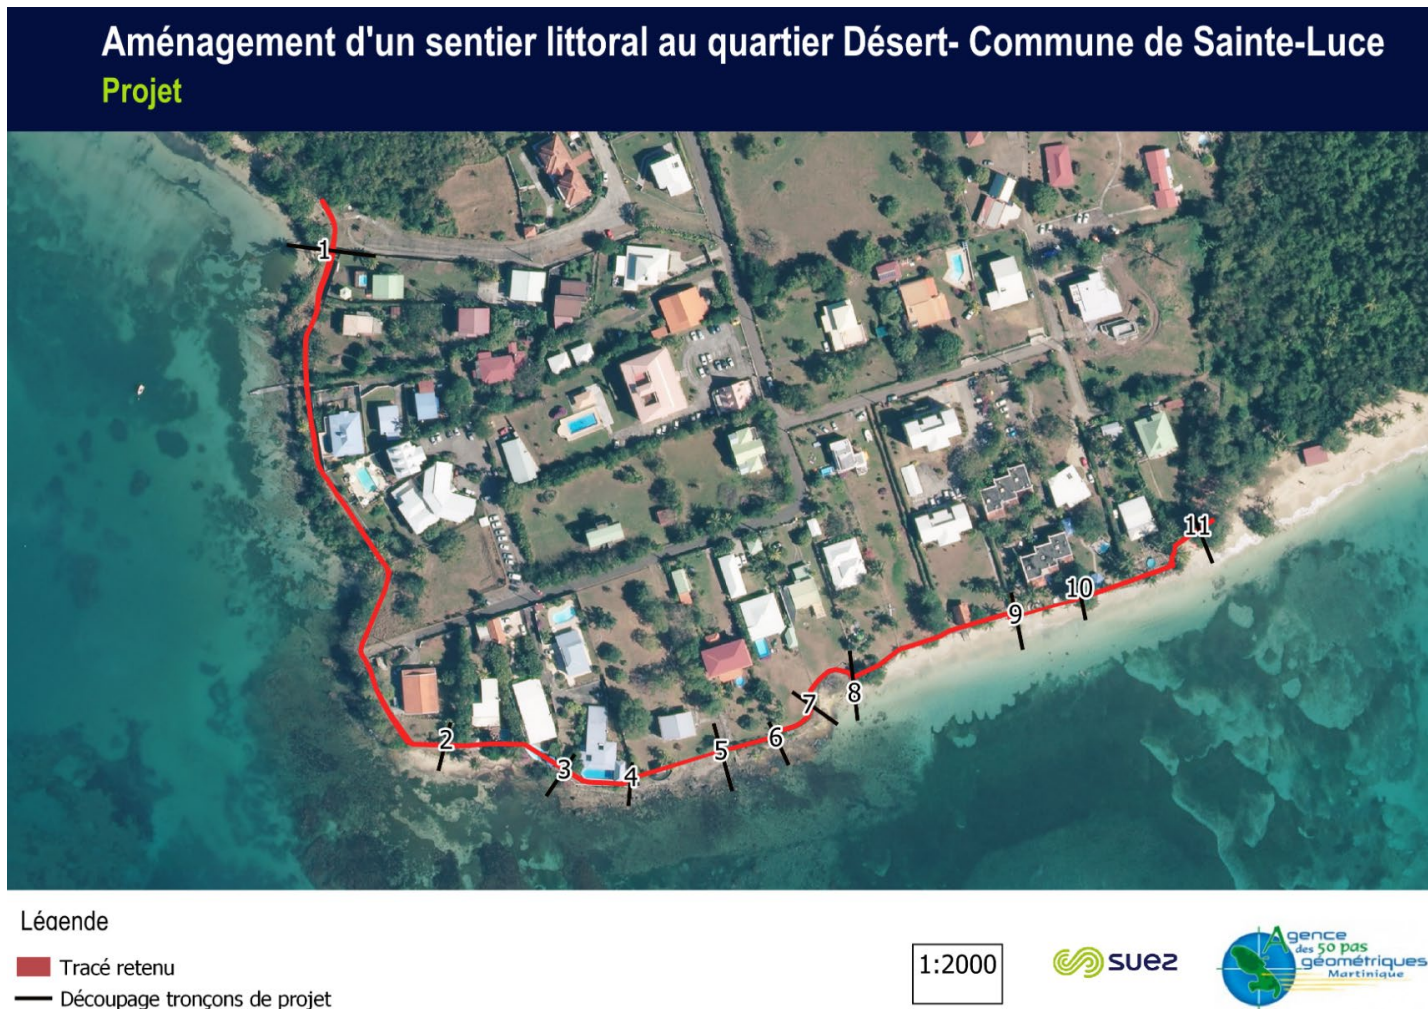 Aménagement d'un sentier littoral au quartier Désert- Commune de Sainte-Luce
Projet
1
2
3
4
5
6
7
8
9
10
11
Légende
Tracé retenu
Découpage tronçons de projet
1:2000
suez
Agence
des 50 pas
géométriques
Martinique